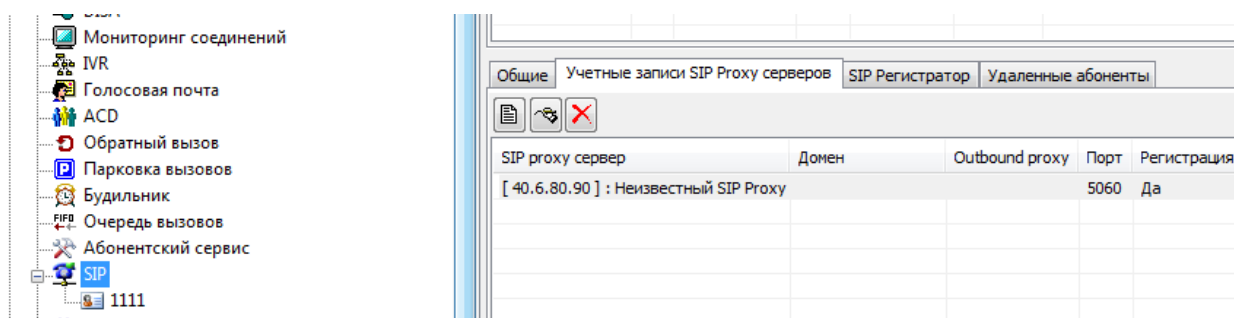 Мониторинг соединений
IVR
Голосовая почта
ACD
Обратный вызов
Парковка вызовов
Будильник
FIFO Очередь вызовов
Абонентский сервис
SIP
1111
Общие Учетные записи SIP Proxy серверов SIP Регистратор Удаленные абоненты
SIP proxy сервер Домен Outbound proxy Порт Регистрация
[ 40.6.80.90 ] : Неизвестный SIP Proxy 5060 Да